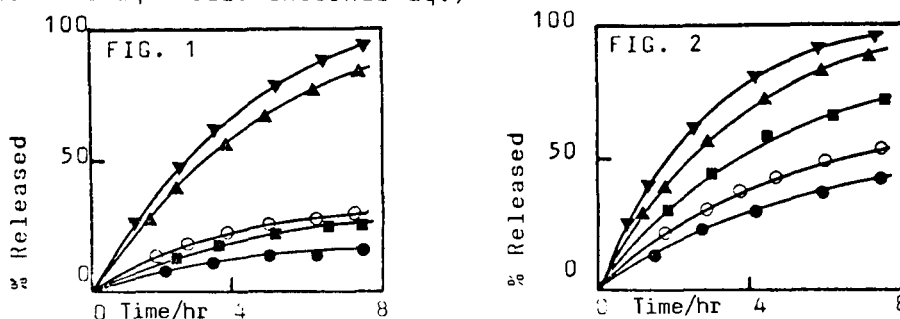 100
FIG. 1
50
0
% Released
0 Time/hr 4 8
100
FIG. 2
50
0
% Released
0 Time/hr 4 8